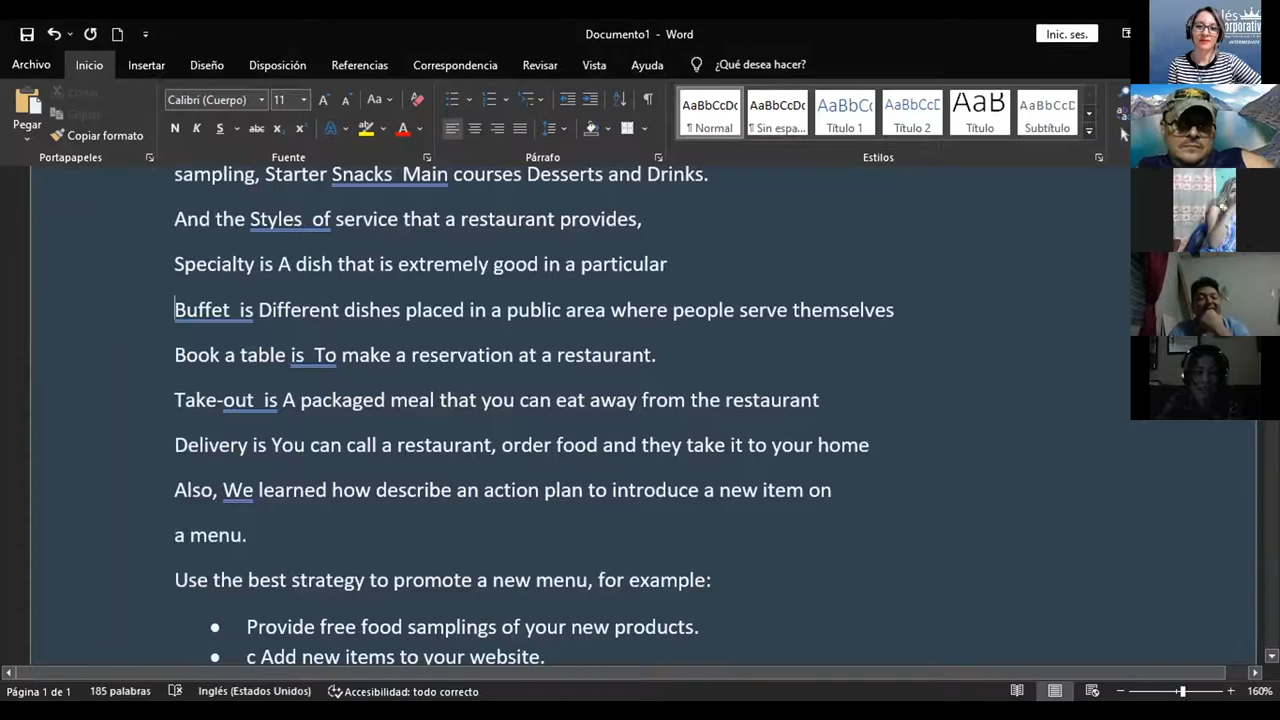 Documento1 - Word
Inic. ses.
Archivo Inicio Insertar Diseño Disposición Referencias Correspondencia Revisar Vista Ayuda ¿Qué desea hacer?
Pegar
Cortar
Copiar
Copiar formato
Portapapeles
Calibri (Cuerpo) 11
Aa
N K S abc x₂ x²
Fuente
Párrafo
AaBbCcDc AaBbCcDc AaBbCc AaBbCcD AaB AaBbCcD
¶ Normal ¶ Sin espa... Título 1 Título 2 Título Subtítulo
Estilos
INTERMEDIATE
sampling, Starter Snacks  Main courses Desserts and Drinks.
And the Styles  of service that a restaurant provides,
Specialty is A dish that is extremely good in a particular
Buffet  is Different dishes placed in a public area where people serve themselves
Book a table is  To make a reservation at a restaurant.
Take-out  is A packaged meal that you can eat away from the restaurant
Delivery is You can call a restaurant, order food and they take it to your home
Also, We learned how describe an action plan to introduce a new item on
a menu.
Use the best strategy to promote a new menu, for example:
• Provide free food samplings of your new products.
• c Add new items to your website.
Página 1 de 1 185 palabras Inglés (Estados Unidos) Accesibilidad: todo correcto 160%